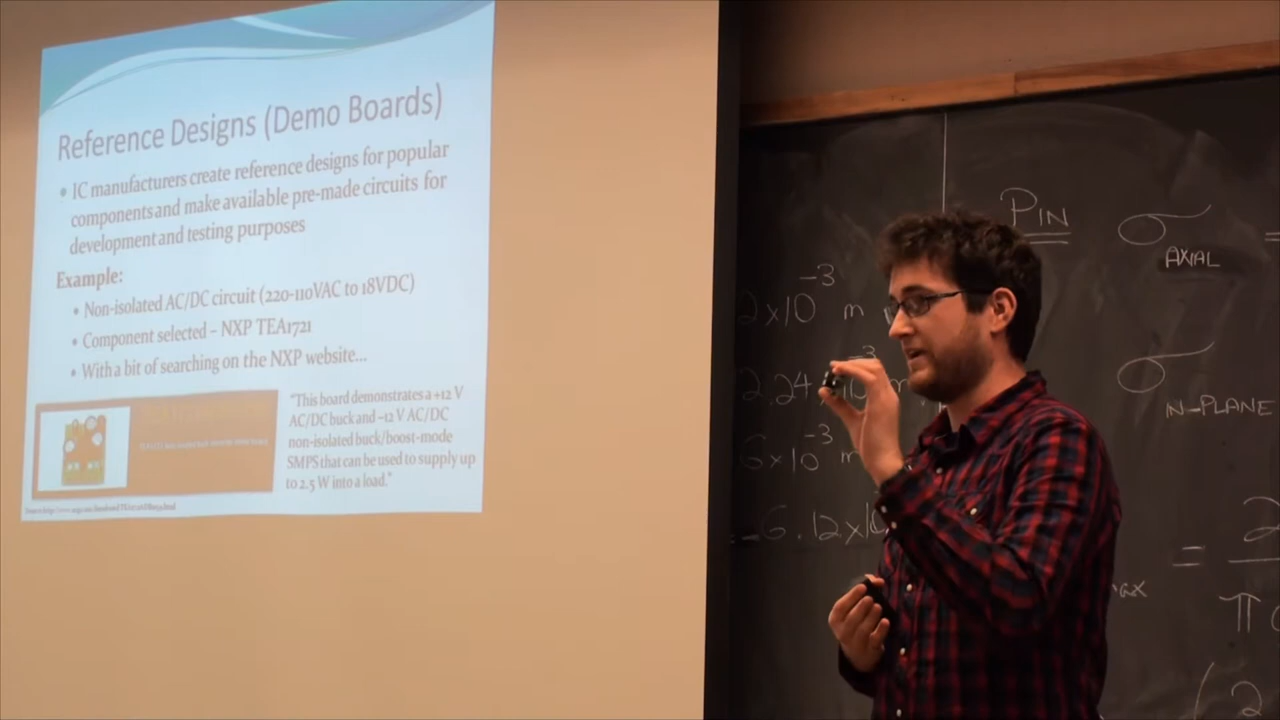 Reference Designs (Demo Boards)
• IC manufacturers create reference designs for popular
components and make available pre-made circuits for
development and testing purposes
Example:
• Non-isolated AC/DC circuit (220-110VAC to 18VDC)
• Component selected – NXP TEA1721
• With a bit of searching on the NXP website...
"This board demonstrates a +12 V
AC/DC buck and –12 V AC/DC
non-isolated buck/boost-mode
SMPS that can be used to supply up
to 2.5 W into a load."
PIN
σ AXIAL =
2x10⁻³ m
2.24 x10⁻³ m
σ IN-PLANE
6x10⁻³ m
6.12x10
= 2
π
ax
( 2